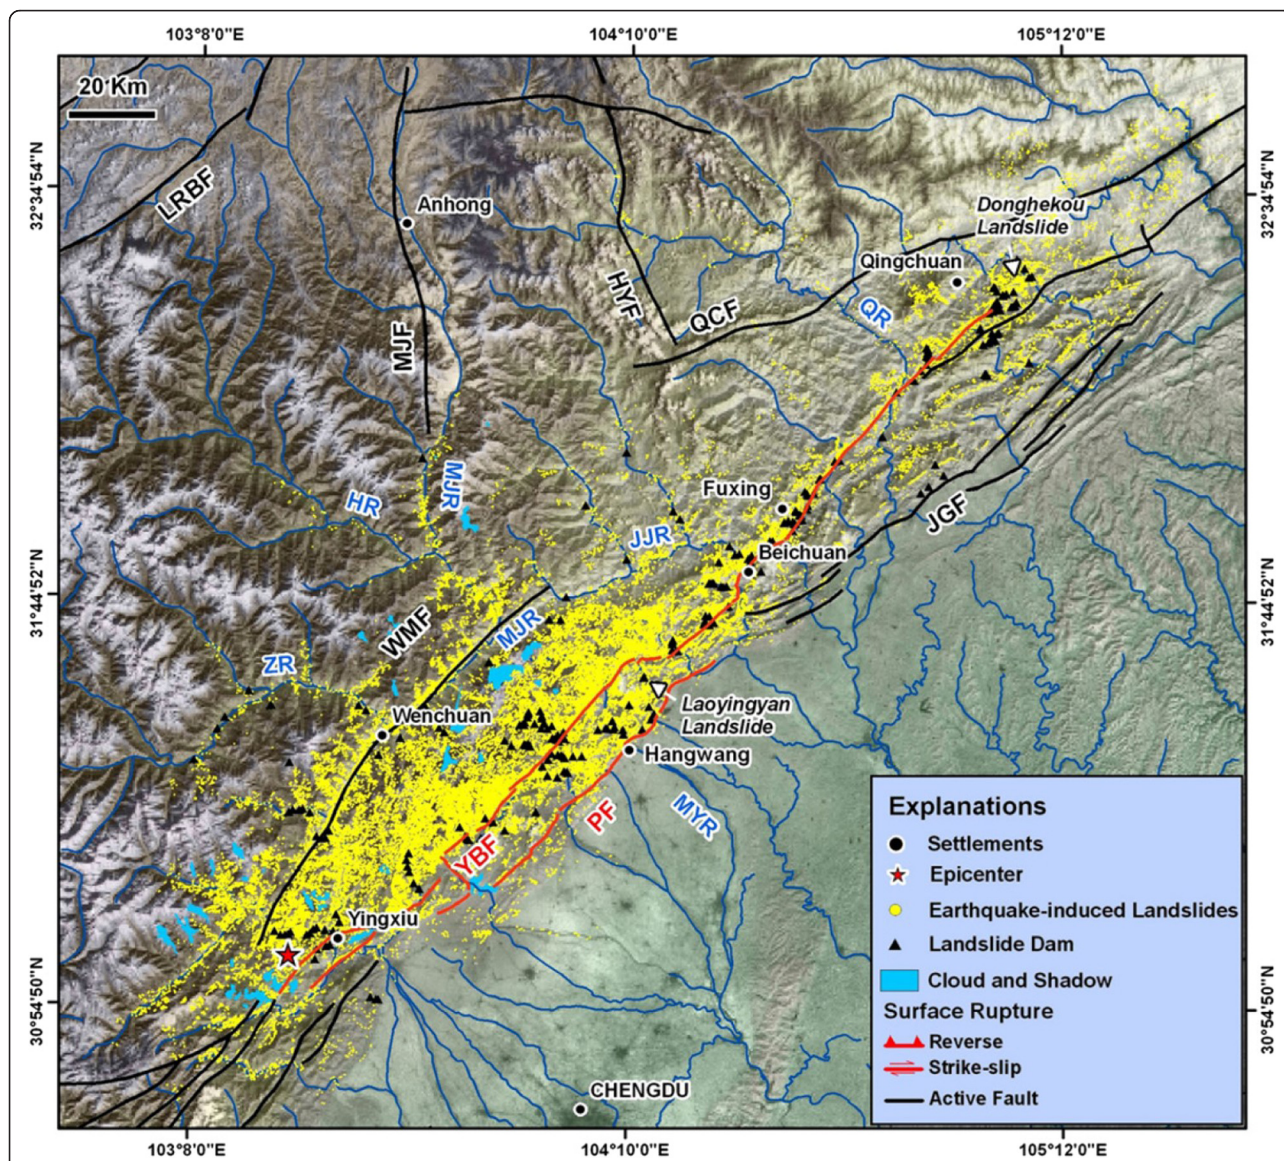 103°8'0"E
104°10'0"E
105°12'0"E
20 Km
32°34'54"N
32°34'54"N
LRBF
Anhong
Donghekou
Landslide
Qingchuan
HYF
QCF
QR
MJF
MJR
HR
Fuxing
JGF
JJR
Beichuan
31°44'52"N
31°44'52"N
WMF
MJR
ZR
Wenchuan
Laoyingyan
Landslide
Hangwang
PF
MYR
YBF
Yingxiu
30°54'50"N
30°54'50"N
CHENGDU
Explanations
Settlements
Epicenter
Earthquake-induced Landslides
Landslide Dam
Cloud and Shadow
Surface Rupture
Reverse
Strike-slip
Active Fault
103°8'0"E
104°10'0"E
105°12'0"E